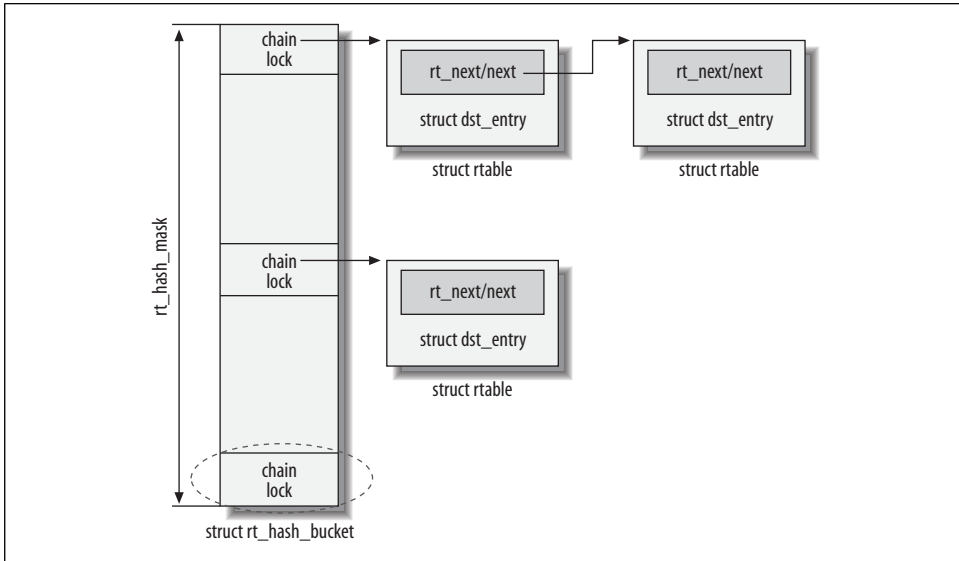 chain
lock
rt_next/next
struct dst_entry
struct rtable
rt_next/next
struct dst_entry
struct rtable
rt_hash_mask
chain
lock
rt_next/next
struct dst_entry
struct rtable
chain
lock
struct rt_hash_bucket